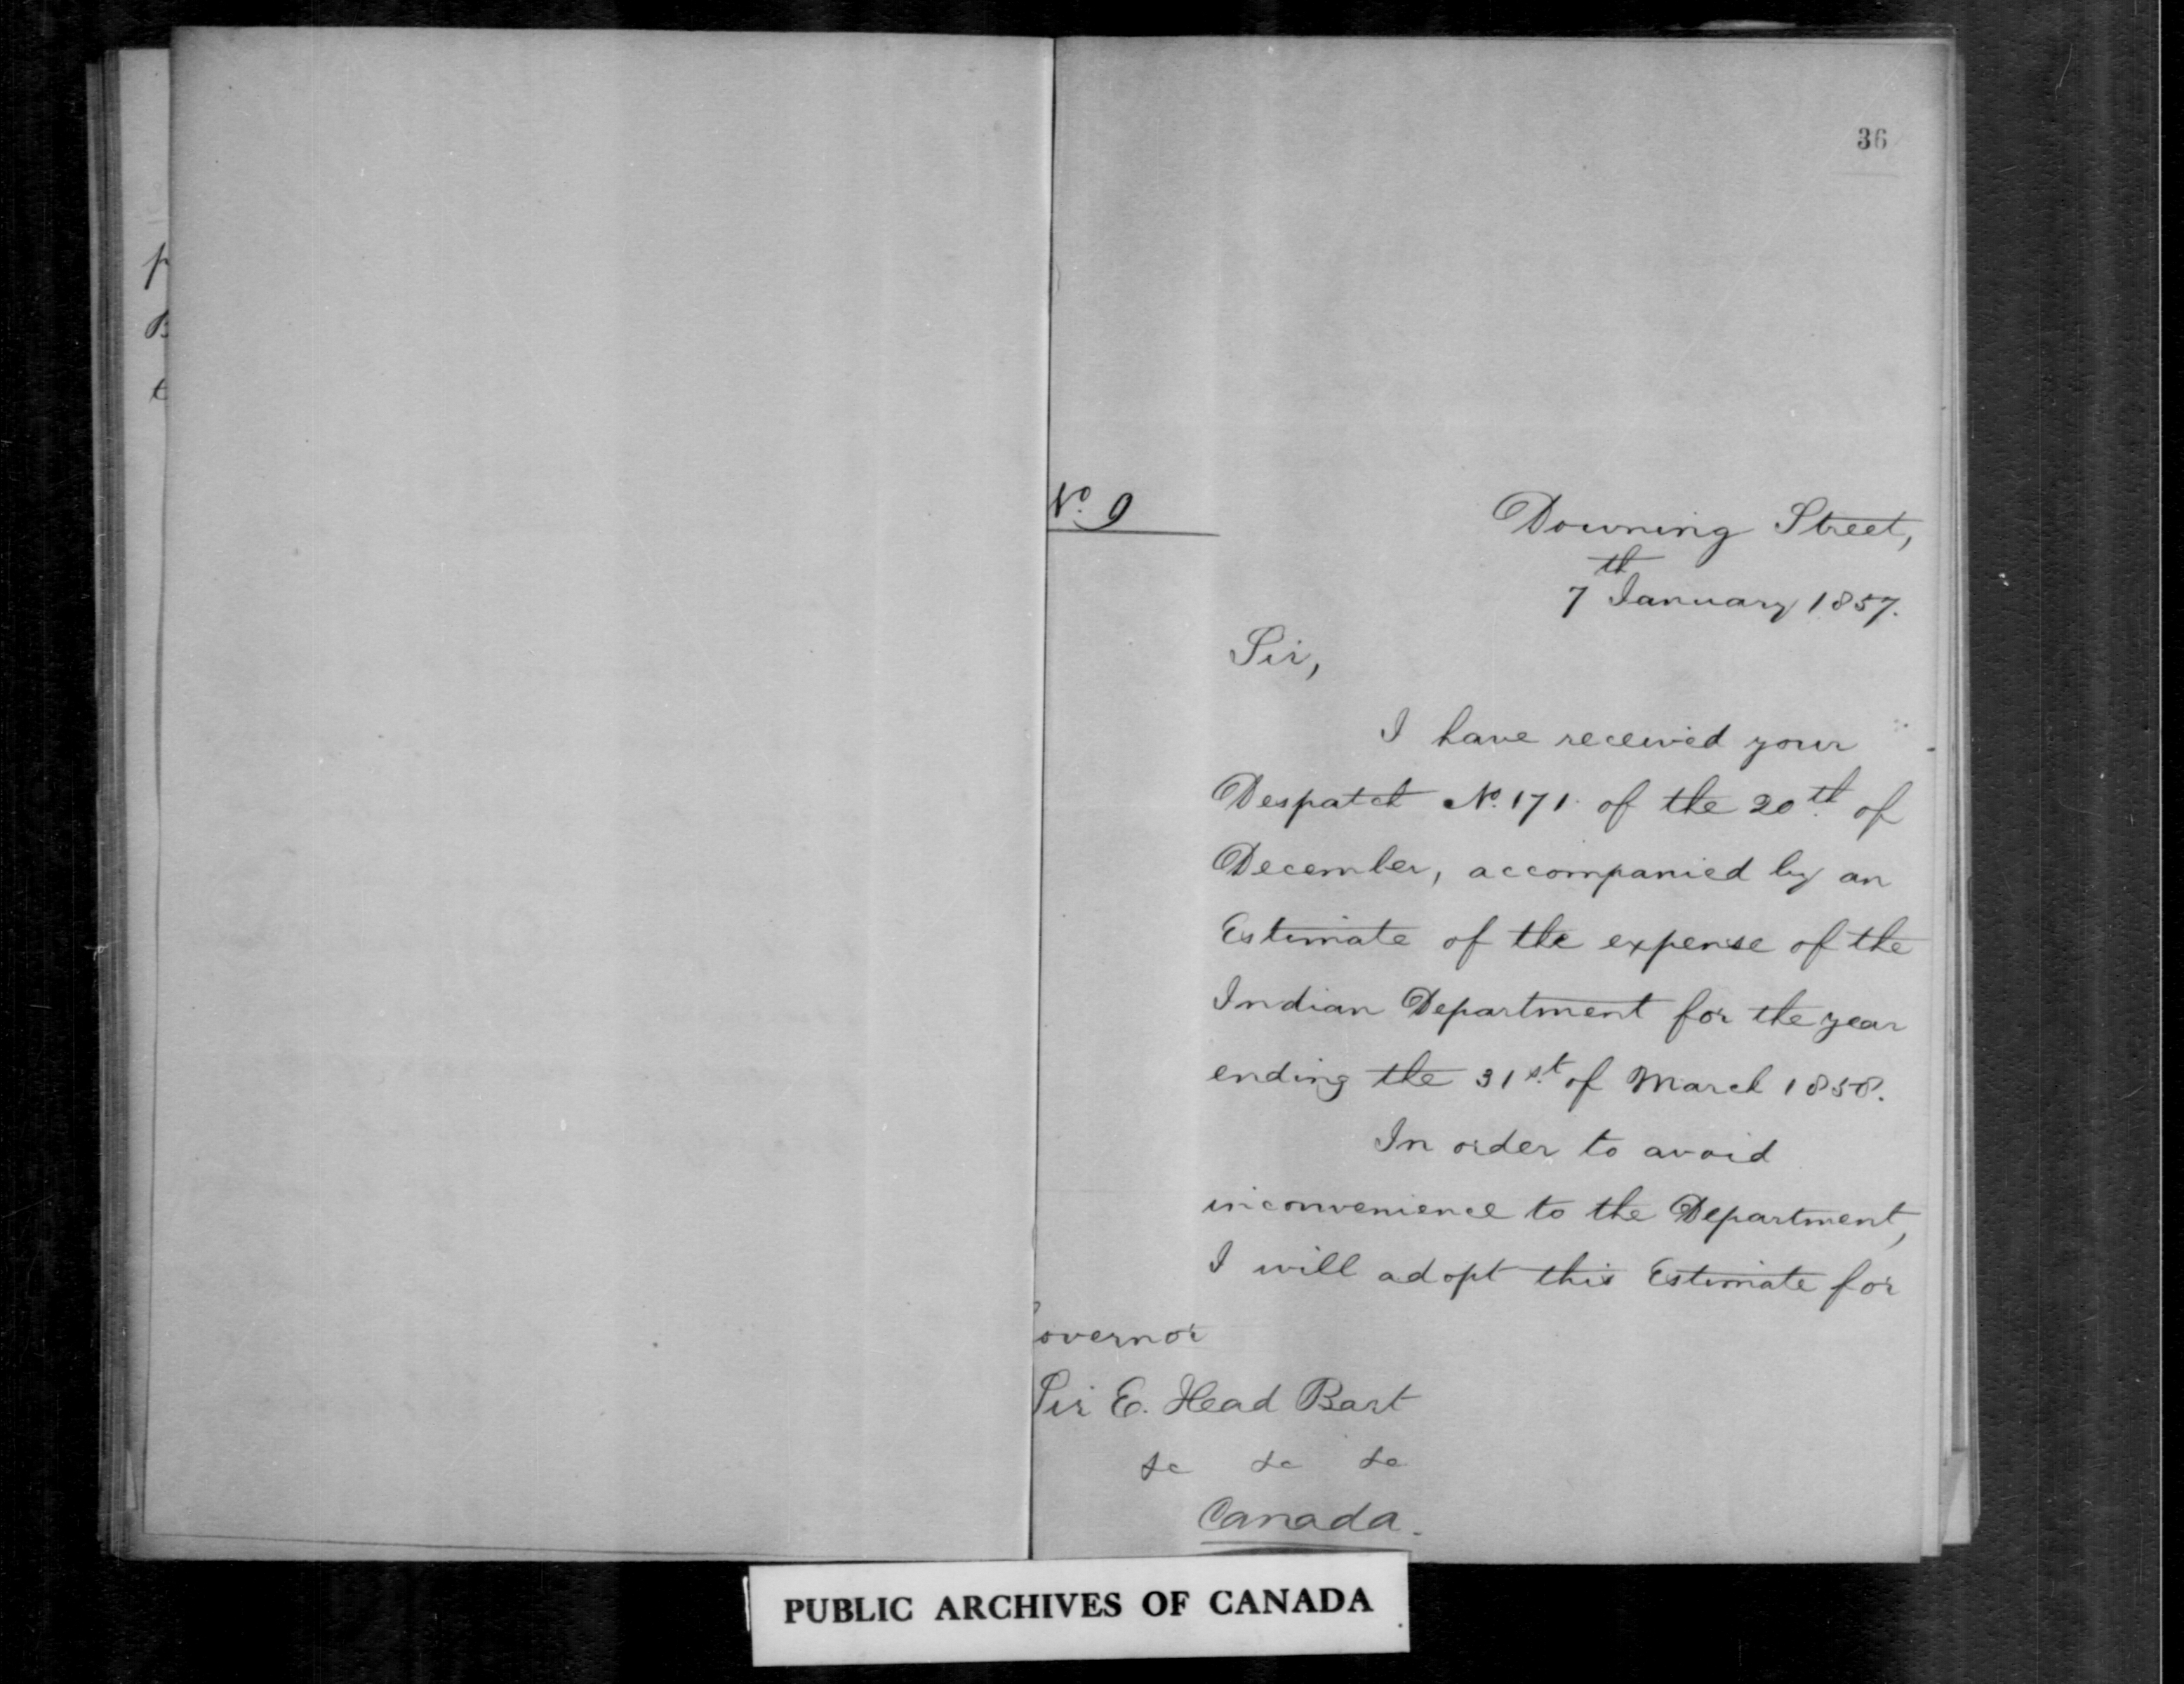 36
No. 9
Downing Street,
7th January 1857.
Sir,
I have received your
Despatch No. 171 of the 20th of
December, accompanied by an
Estimate of the expense of the
Indian Department for the year
ending the 31st of March 1858.
In order to avoid
inconvenience to the Department,
I will adopt this Estimate for
overnor
Sir E. Head Bart
&c &c &c
Canada.
PUBLIC ARCHIVES OF CANADA